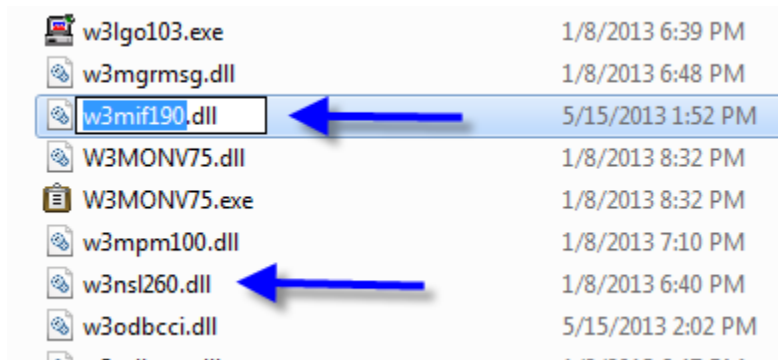 w3lgo103.exe 1/8/2013 6:39 PM
w3mgrmsg.dll 1/8/2013 6:48 PM
w3mif190.dll 5/15/2013 1:52 PM
W3MONV75.dll 1/8/2013 8:32 PM
W3MONV75.exe 1/8/2013 8:32 PM
w3mpm100.dll 1/8/2013 7:10 PM
w3nsl260.dll 1/8/2013 6:40 PM
w3odbcci.dll 5/15/2013 2:02 PM